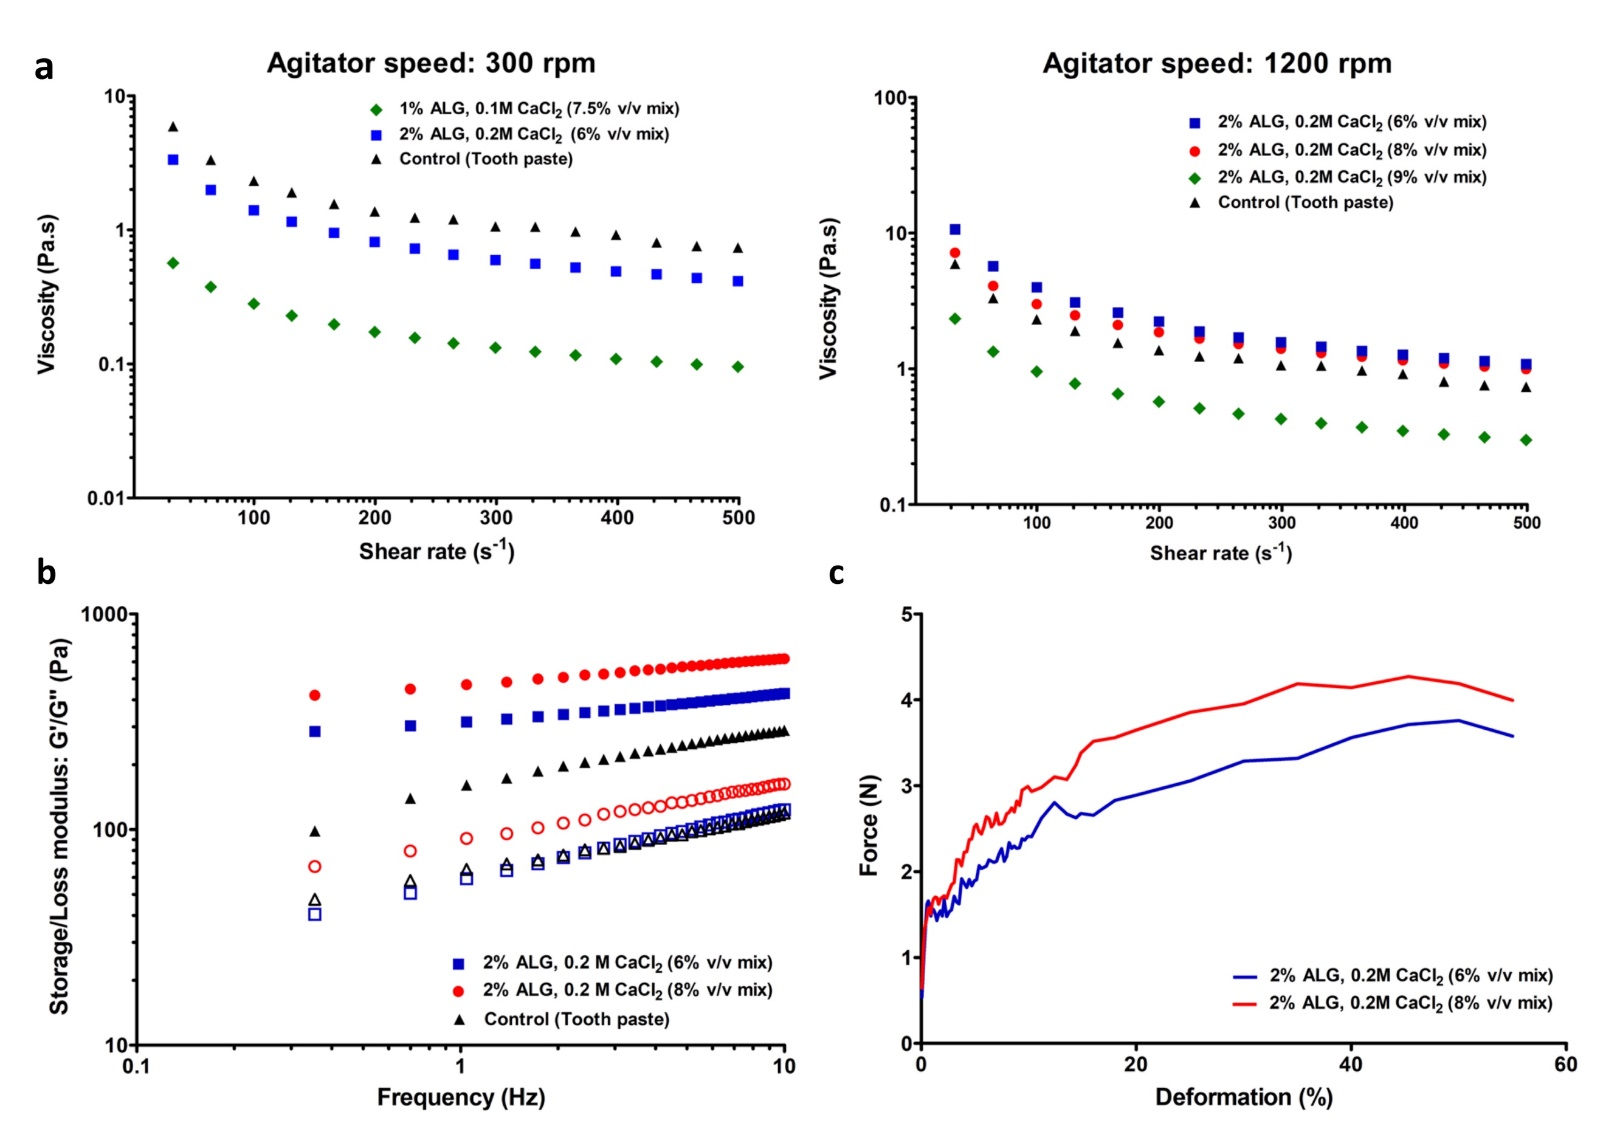 a
Agitator speed: 300 rpm
10
1
0.1
0.01
Viscosity (Pa.s)
1% ALG, 0.1M CaCl2 (7.5% v/v mix)
2% ALG, 0.2M CaCl2 (6% v/v mix)
Control (Tooth paste)
100 200 300 400 500
Shear rate (s-1)
Agitator speed: 1200 rpm
100
10
1
0.1
Viscosity (Pa.s)
2% ALG, 0.2M CaCl2 (6% v/v mix)
2% ALG, 0.2M CaCl2 (8% v/v mix)
2% ALG, 0.2M CaCl2 (9% v/v mix)
Control (Tooth paste)
100 200 300 400 500
Shear rate (s-1)
b
1000
100
10
Storage/Loss modulus: G'/G" (Pa)
2% ALG, 0.2 M CaCl2 (6% v/v mix)
2% ALG, 0.2 M CaCl2 (8% v/v mix)
Control (Tooth paste)
0.1 1 10
Frequency (Hz)
c
5
4
3
2
1
0
Force (N)
2% ALG, 0.2M CaCl2 (6% v/v mix)
2% ALG, 0.2M CaCl2 (8% v/v mix)
0 20 40 60
Deformation (%)